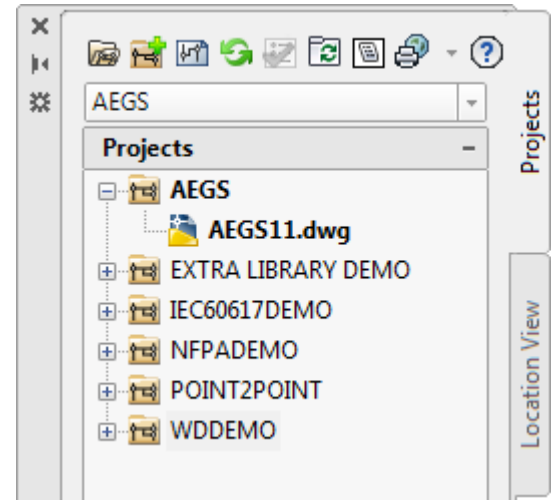 AEGS
Projects
AEGS
AEGS11.dwg
EXTRA LIBRARY DEMO
IEC60617DEMO
NFPADEMO
POINT2POINT
WDDEMO
Projects
Location View